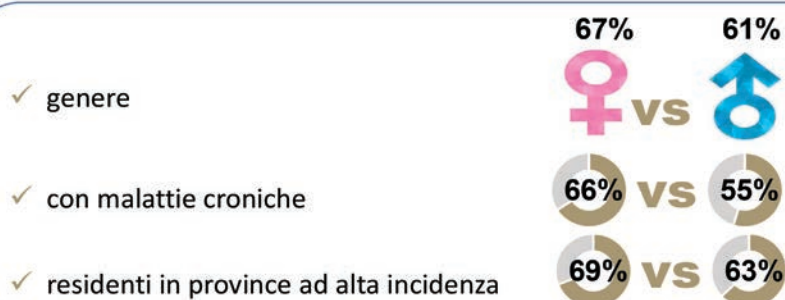 67% 61%
✓ genere vs
✓ con malattie croniche 66% vs 55%
✓ residenti in province ad alta incidenza 69% vs 63%